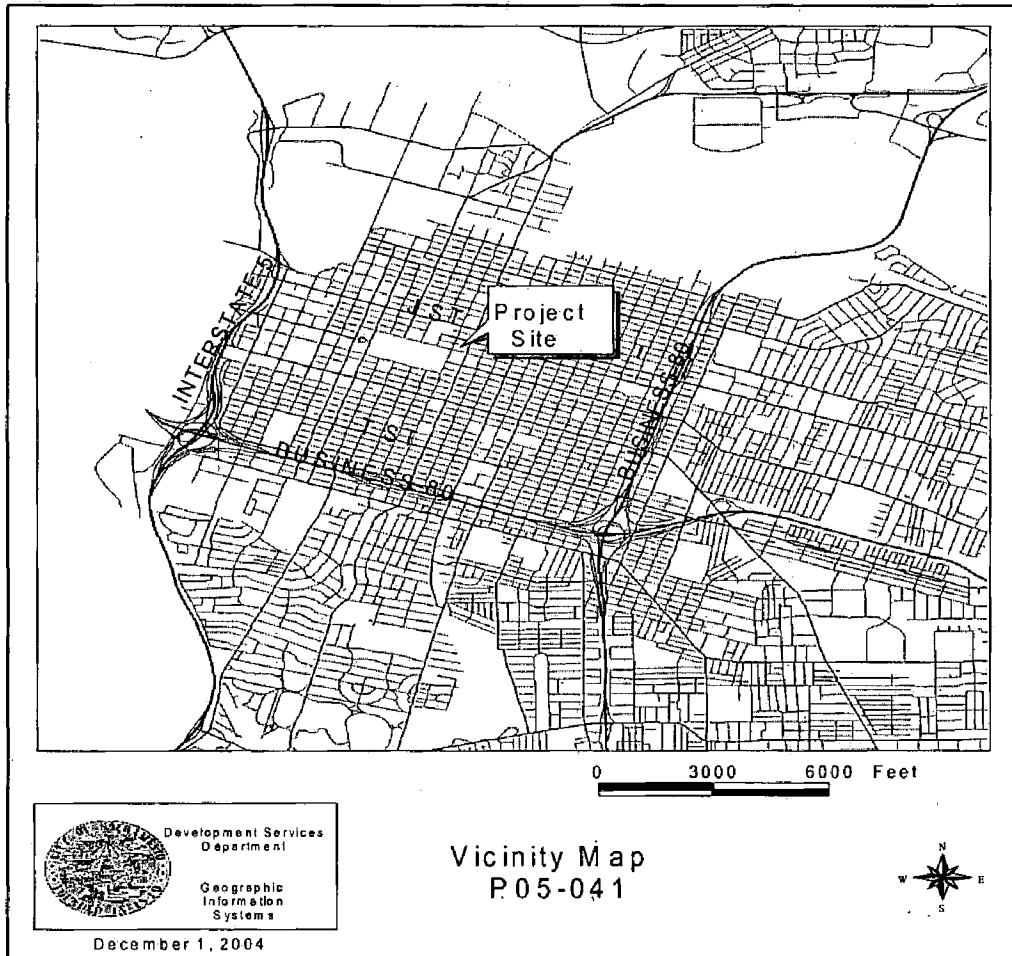 INTERSTATE 5
J ST
Project
Site
BUSINESS 80
T ST
BUSINESS 80
0 3000 6000 Feet
Development Services
Department
Geographic
Information
Systems
December 1, 2004
Vicinity Map
P05-041
N
W E
S